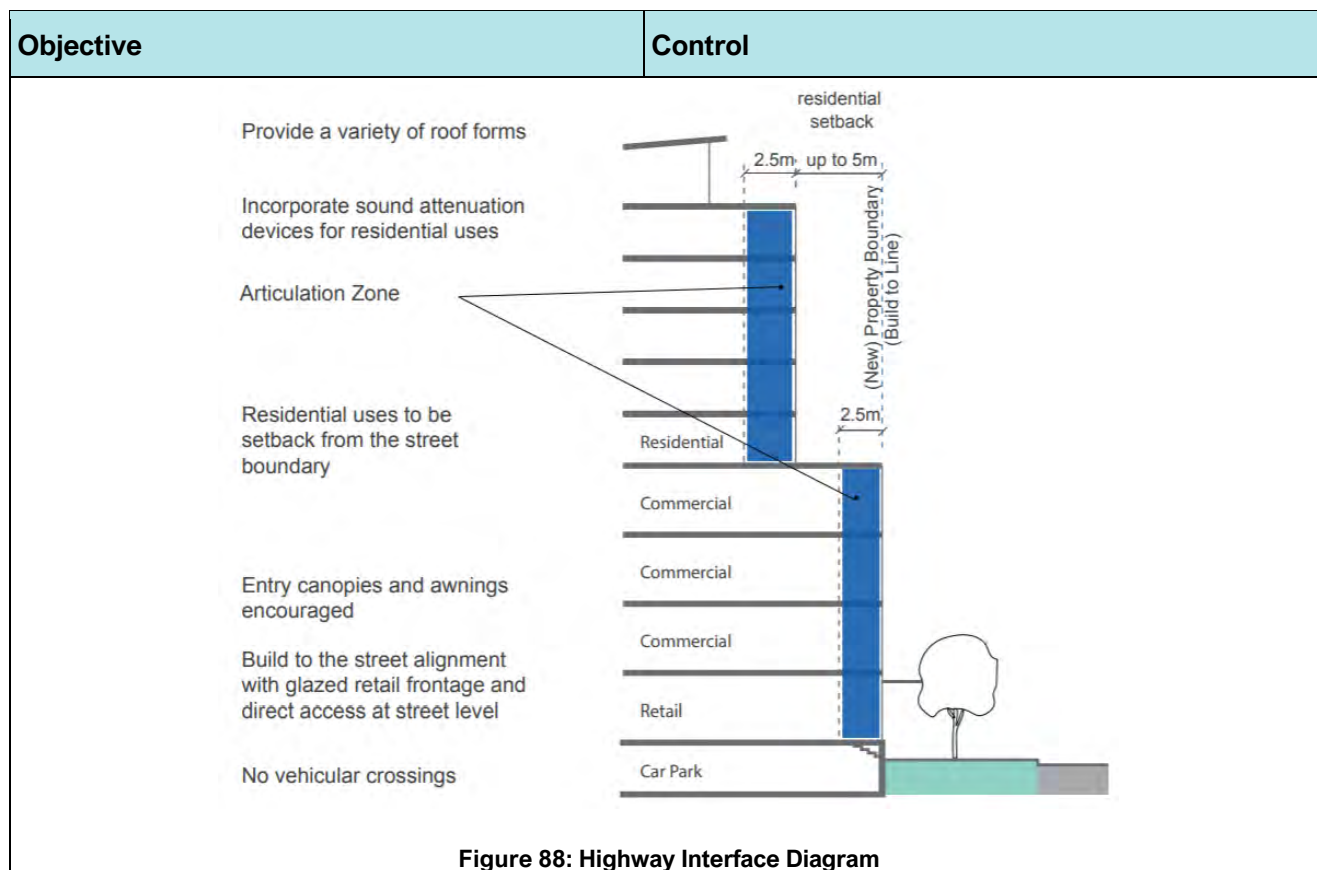 Objective
Control
Provide a variety of roof forms
Incorporate sound attenuation
devices for residential uses
Articulation Zone
Residential uses to be
setback from the street
boundary
Entry canopies and awnings
encouraged
Build to the street alignment
with glazed retail frontage and
direct access at street level
No vehicular crossings
residential
setback
2.5m
up to 5m
(New) Property Boundary
(Build to Line)
2.5m
Residential
Commercial
Commercial
Commercial
Retail
Car Park
Figure 88: Highway Interface Diagram